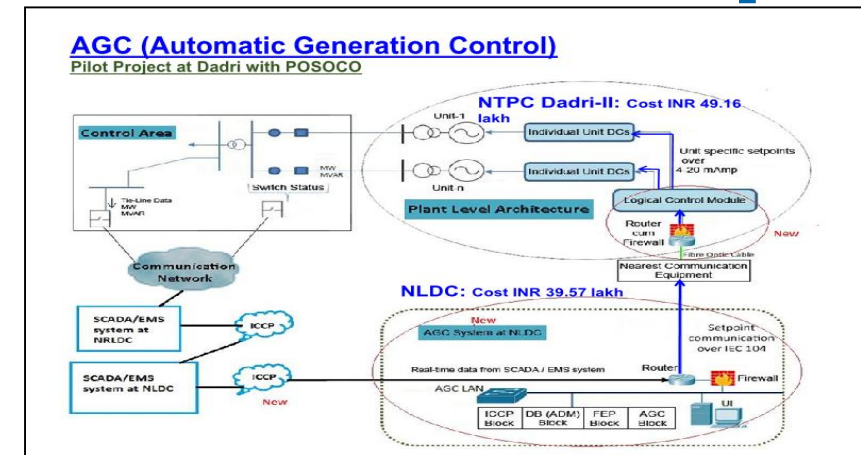 AGC (Automatic Generation Control)
Pilot Project at Dadri with POSOCO
NTPC Dadri-II: Cost INR 49.16
lakh
Control Area
Unit-1
Individual Unit DCs
Unit specific setpoints
over
4-20 mAmp
MW
MVAR
Switch Status
Unit-n
Individual Unit DCs
Tie-Line Data
MW
MVAR
Plant Level Architecture
Logical Control Module
Router
cum
Firewall
New
Fibre Optic Cable
Communication
Network
Nearest Communication
Equipment
NLDC: Cost INR 39.57 lakh
SCADA/EMS
system at
NRLDC
ICCP
New
AGC System at NLDC
Setpoint
communication
over IEC 104
SCADA/EMS
system at NLDC
ICCP
New
Real-time data from SCADA / EMS system
Router
Firewall
AGC LAN
UI
ICCP
Block
DB (ADM)
Block
FEP
Block
AGC
Block